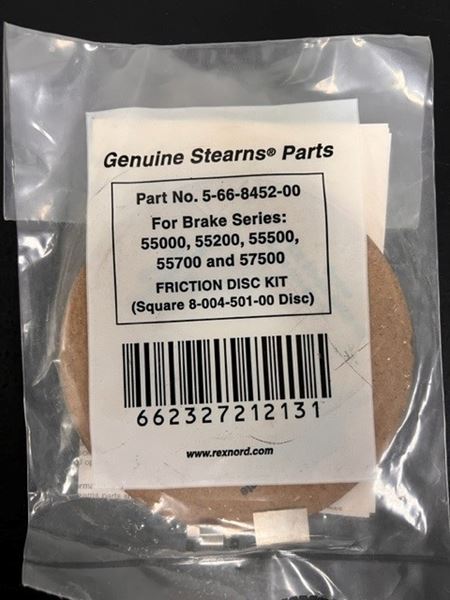 Genuine Stearns® Parts
Part No. 5-66-8452-00
For Brake Series:
55000, 55200, 55500,
55700 and 57500
FRICTION DISC KIT
(Square 8-004-501-00 Disc)
662327212131
www.rexnord.com